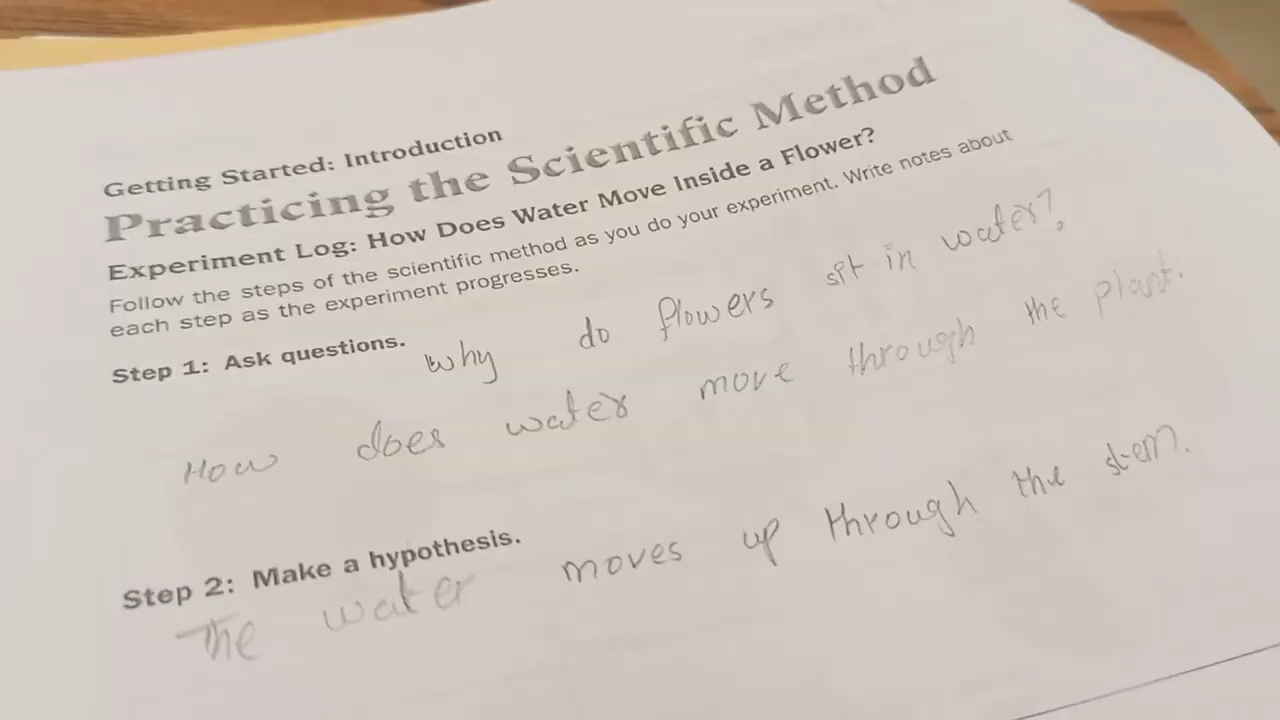 Getting Started: Introduction
Practicing the Scientific Method
Experiment Log: How Does Water Move Inside a Flower?
Follow the steps of the scientific method as you do your experiment. Write notes about
each step as the experiment progresses.
Step 1: Ask questions. Why do flowers spt in water?
How does water move through the plant.
Step 2: Make a hypothesis.
The water moves up through the stem.